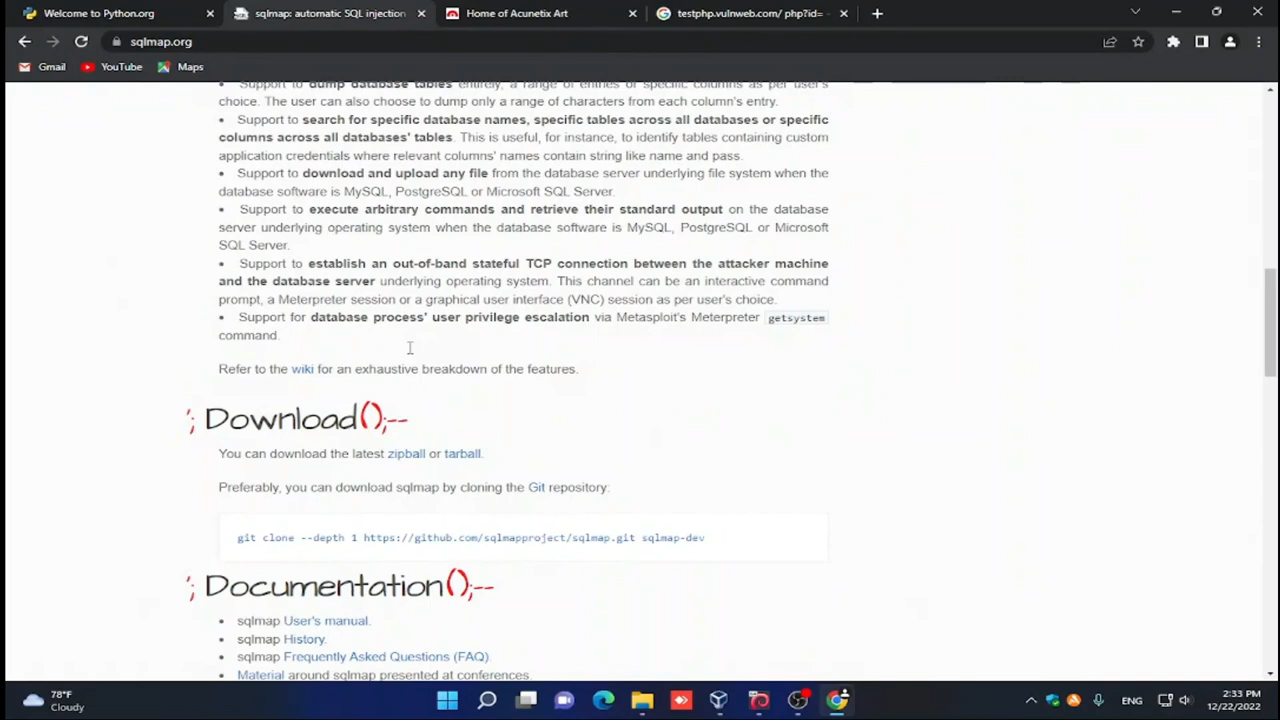 Welcome to Python.org
sqlmap: automatic SQL injection
Home of Acunetix Art
testphp.vulnweb.com/ php?id= -
sqlmap.org
Gmail
YouTube
Maps
• Support to dump database tables entirely, a range of entries or specific columns as per user's
choice. The user can also choose to dump only a range of characters from each column's entry.
• Support to search for specific database names, specific tables across all databases or specific
columns across all databases' tables. This is useful, for instance, to identify tables containing custom
application credentials where relevant columns' names contain string like name and pass.
• Support to download and upload any file from the database server underlying file system when the
database software is MySQL, PostgreSQL or Microsoft SQL Server.
• Support to execute arbitrary commands and retrieve their standard output on the database
server underlying operating system when the database software is MySQL, PostgreSQL or Microsoft
SQL Server.
• Support to establish an out-of-band stateful TCP connection between the attacker machine
and the database server underlying operating system. This channel can be an interactive command
prompt, a Meterpreter session or a graphical user interface (VNC) session as per user's choice.
• Support for database process' user privilege escalation via Metasploit's Meterpreter getsystem
command.
Refer to the wiki for an exhaustive breakdown of the features.
'; Download();--
You can download the latest zipball or tarball.
Preferably, you can download sqlmap by cloning the Git repository:
git clone --depth 1 https://github.com/sqlmapproject/sqlmap.git sqlmap-dev
'; Documentation();--
• sqlmap User's manual.
• sqlmap History.
• sqlmap Frequently Asked Questions (FAQ).
• Material around sqlmap presented at conferences.
78°F
Cloudy
ENG
2:33 PM
12/22/2022